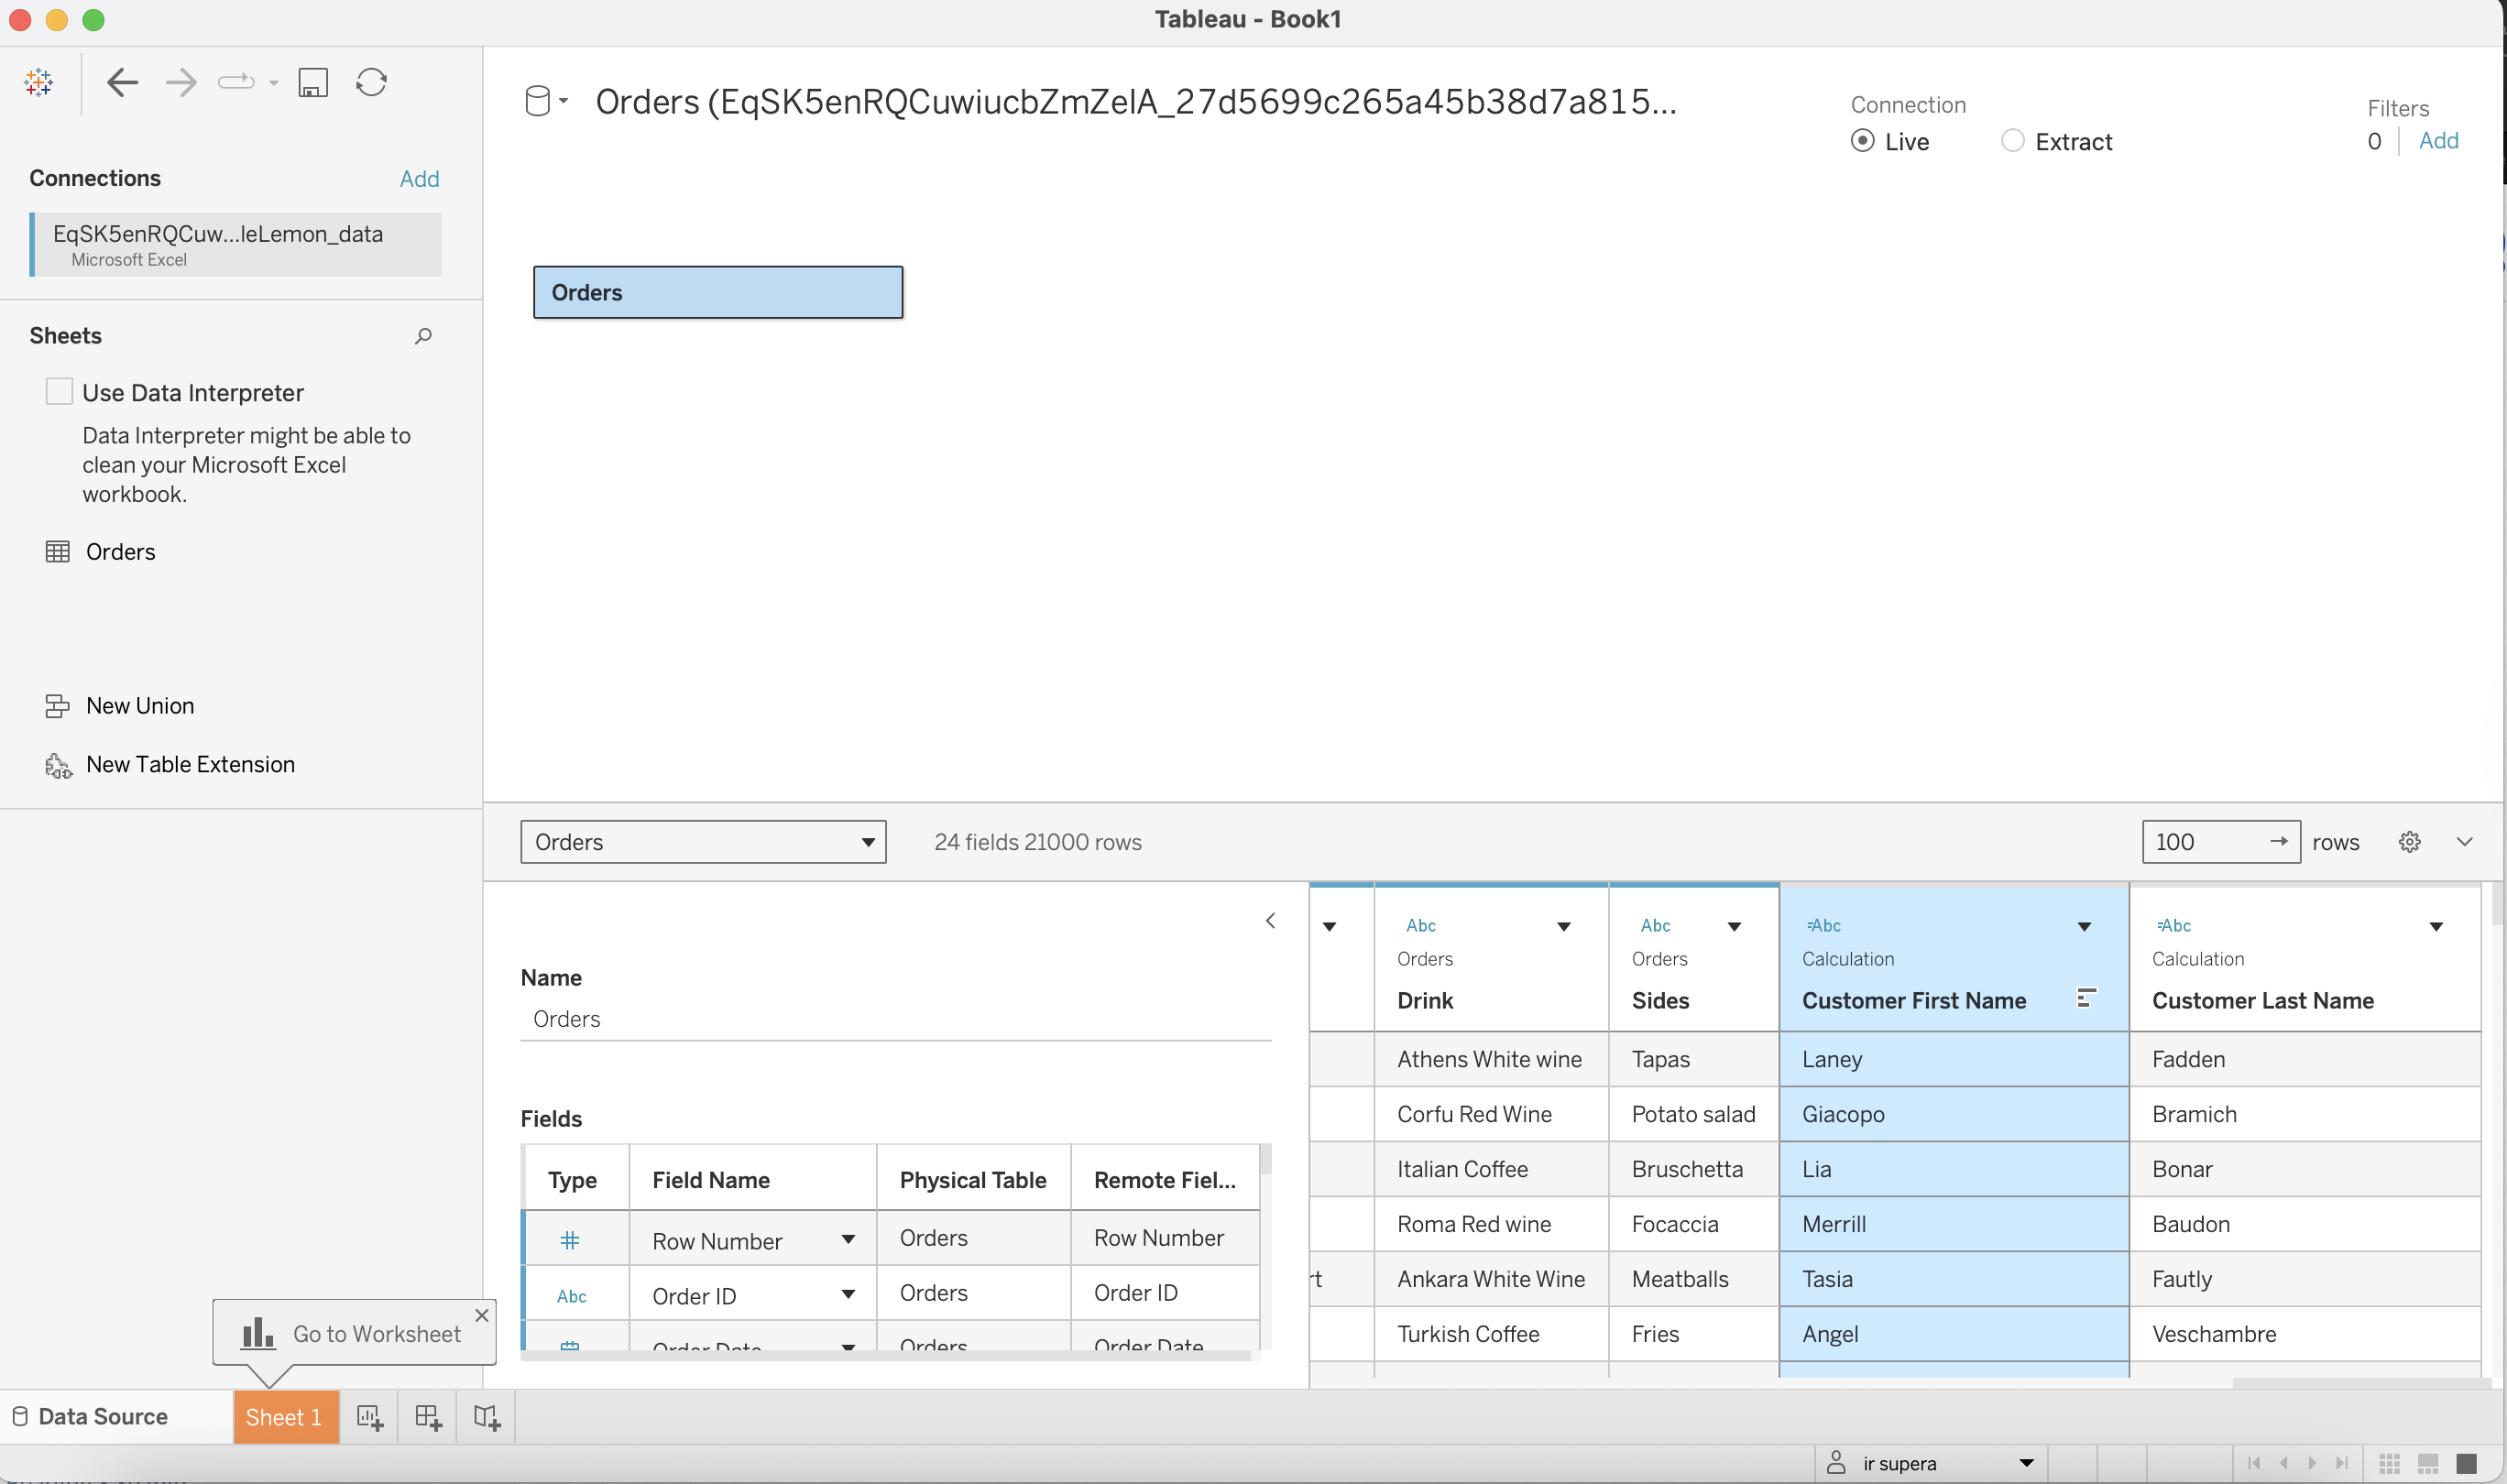 Tableau - Book1
Orders (EqSK5enRQCuwiucbZmZelA_27d5699c265a45b38d7a815...
Connection
Live
Extract
Filters
0
Add
Connections
Add
EqSK5enRQCuw...leLemon_data
Microsoft Excel
Sheets
Use Data Interpreter
Data Interpreter might be able to
clean your Microsoft Excel
workbook.
Orders
New Union
New Table Extension
Orders
Orders
24 fields 21000 rows
100
rows
Name
Orders
Fields
Type Field Name Physical Table Remote Fiel...
Row Number Orders Row Number
Abc Order ID Orders Order ID
Order Date Orders Order Date
Abc Abc Abc Abc
Orders Orders Calculation Calculation
Drink Sides Customer First Name Customer Last Name
Athens White wine Tapas Laney Fadden
Corfu Red Wine Potato salad Giacopo Bramich
Italian Coffee Bruschetta Lia Bonar
Roma Red wine Focaccia Merrill Baudon
rt Ankara White Wine Meatballs Tasia Fautly
Turkish Coffee Fries Angel Veschambre
Go to Worksheet
Data Source
Sheet 1
ir supera